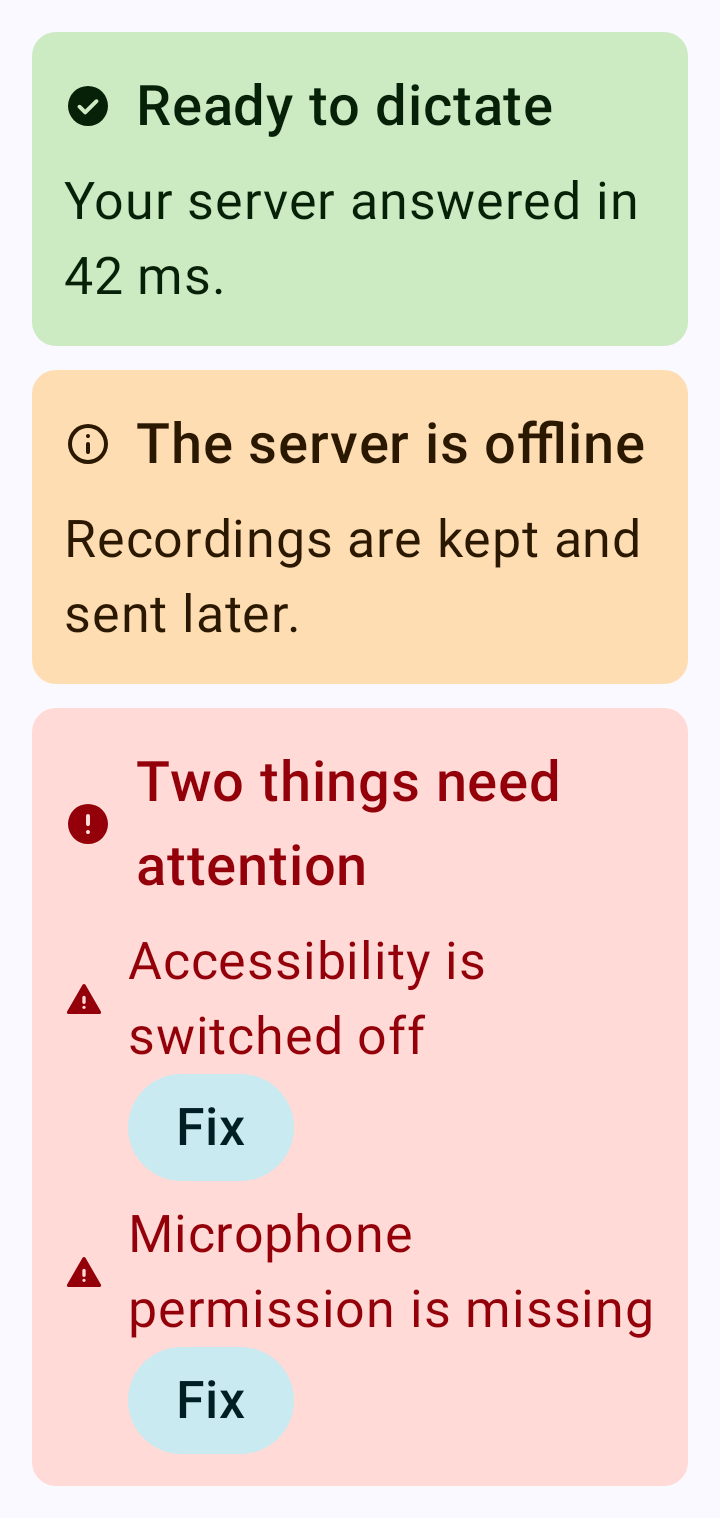 Ready to dictate
Your server answered in
42 ms.
The server is offline
Recordings are kept and
sent later.
Two things need
attention
Accessibility is
switched off
Fix
Microphone
permission is missing
Fix